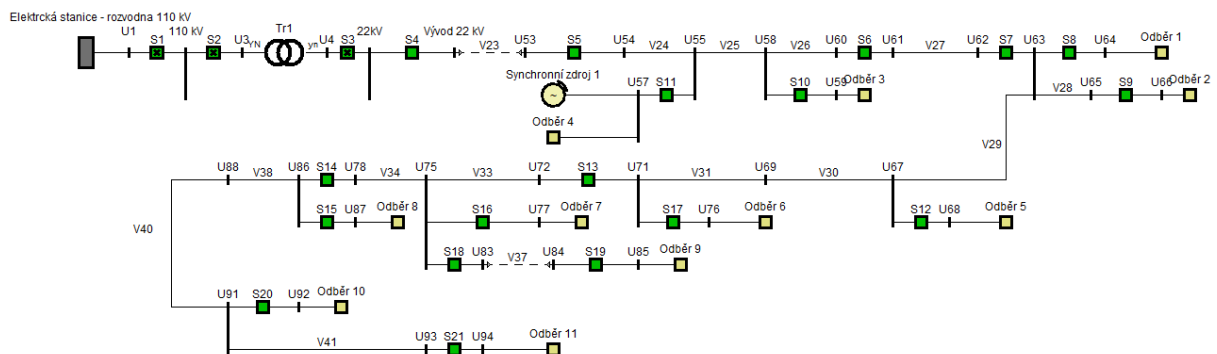 Elektrcká stanice - rozvodna 110 kV
U1 S1 110 kV S2 U3 YN Tr1 yn U4 S3 22kV S4 Vývod 22 kV V23 U53 S5 U54 V24 U55 V25 U58 V26 U60 S6 U61 V27 U62 S7 U63 S8 U64 Odběr 1
Synchronní zdroj 1 ~ U57 S11 S10 U59 Odběr 3 V28 U65 S9 U66 Odběr 2
Odběr 4
V29
U88 V38 U86 S14 U78 V34 U75 V33 U72 S13 U71 V31 U69 V30 U67
S15 U87 Odběr 8 S16 U77 Odběr 7 S17 U76 Odběr 6 S12 U68 Odběr 5
V40
S18 U83 V37 U84 S19 U85 Odběr 9
U91 S20 U92 Odběr 10
V41 U93 S21 U94 Odběr 11